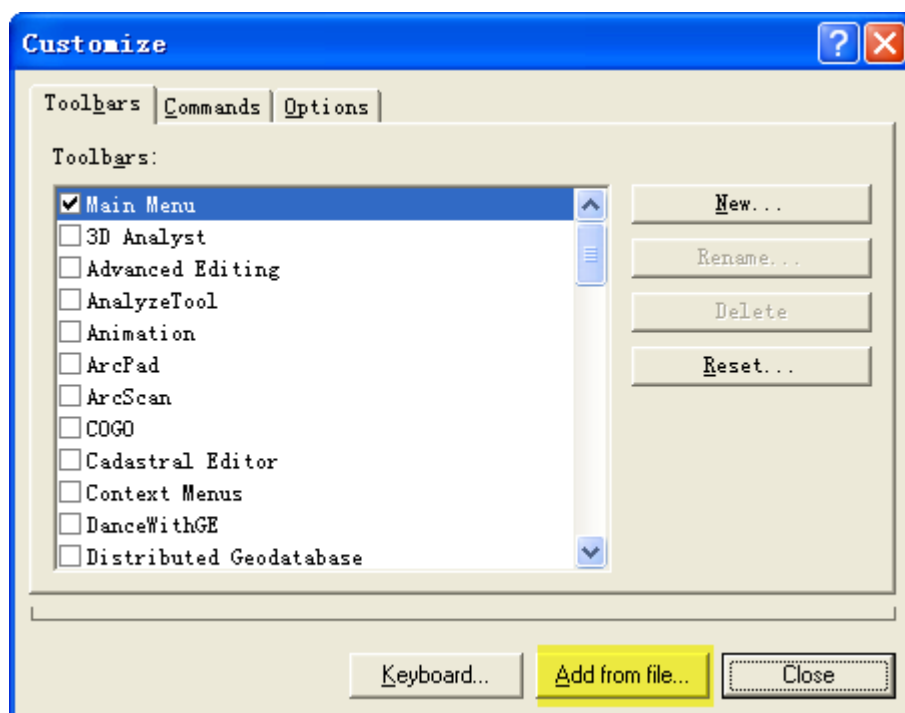 Customize
Toolbars Commands Options
Toolbars:
Main Menu
3D Analyst
Advanced Editing
AnalyzeTool
Animation
ArcPad
ArcScan
COGO
Cadastral Editor
Context Menus
DanceWithGE
Distributed Geodatabase
New...
Rename...
Delete
Reset...
Keyboard... Add from file... Close